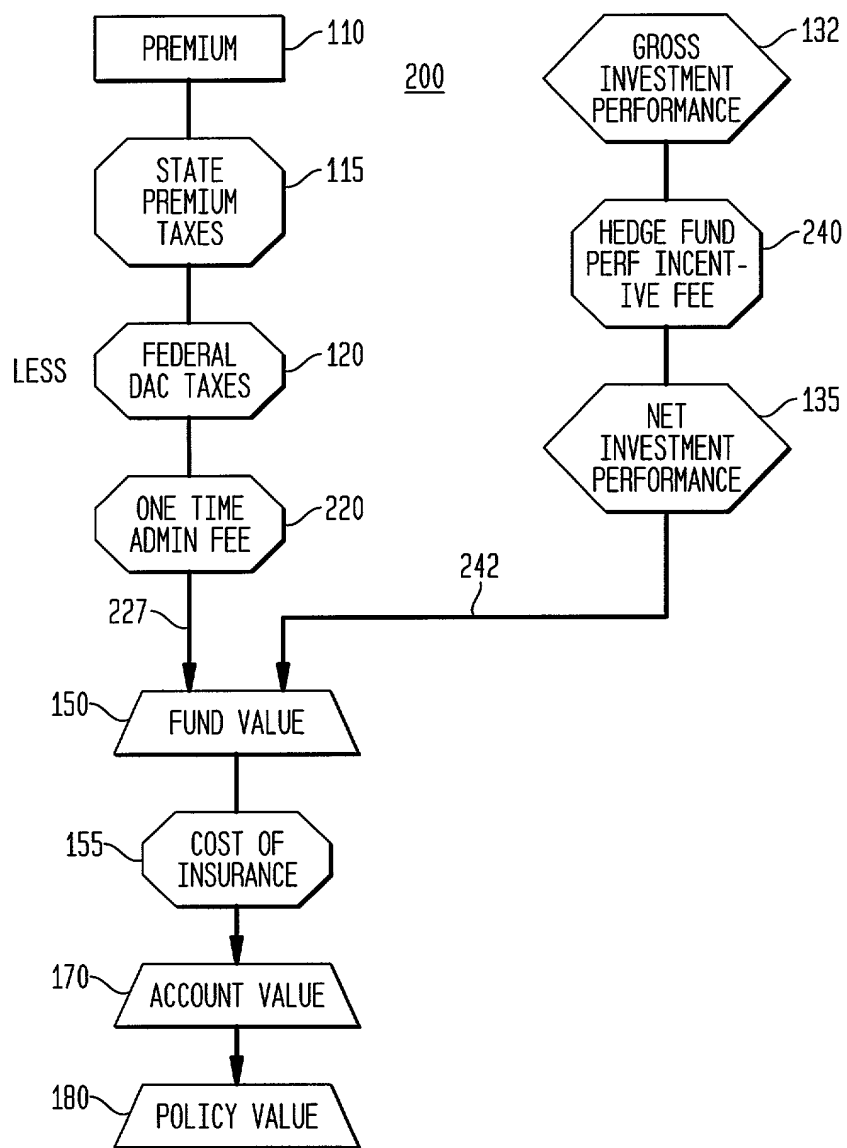 PREMIUM
110
200
GROSS
INVESTMENT
PERFORMANCE
132
STATE
PREMIUM
TAXES
115
HEDGE FUND
PERF INCENT-
IVE FEE
240
LESS
FEDERAL
DAC TAXES
120
NET
INVESTMENT
PERFORMANCE
135
ONE TIME
ADMIN FEE
220
227
242
150
FUND VALUE
155
COST OF
INSURANCE
170
ACCOUNT VALUE
180
POLICY VALUE